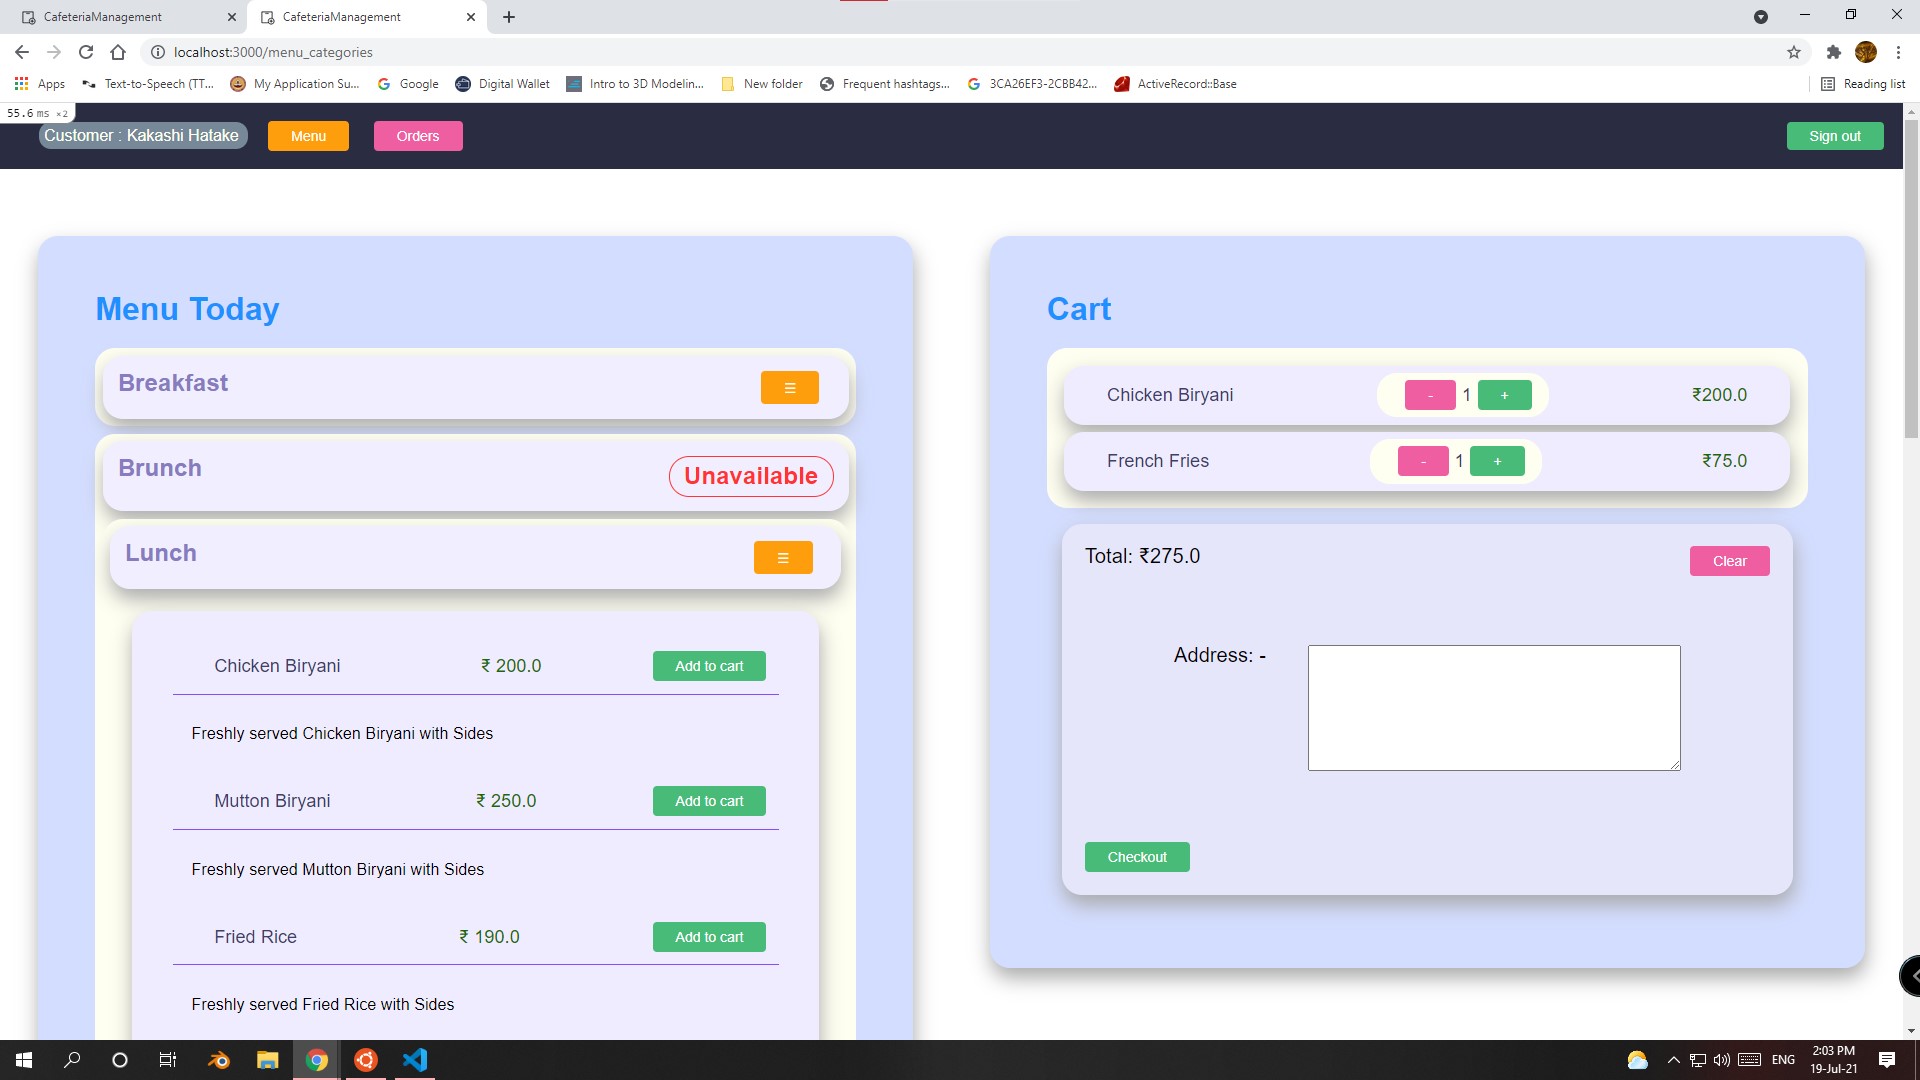 CafeteriaManagement
CafeteriaManagement
localhost:3000/menu_categories
Apps
Text-to-Speech (TT...
My Application Su...
Google
Digital Wallet
Intro to 3D Modelin...
New folder
Frequent hashtags...
3CA26EF3-2CBB42...
ActiveRecord::Base
Reading list
55.6 ms ×2
Customer : Kakashi Hatake
Menu
Orders
Sign out
Menu Today
Breakfast
Brunch
Unavailable
Lunch
Chicken Biryani ₹ 200.0 Add to cart
Freshly served Chicken Biryani with Sides
Mutton Biryani ₹ 250.0 Add to cart
Freshly served Mutton Biryani with Sides
Fried Rice ₹ 190.0 Add to cart
Freshly served Fried Rice with Sides
Cart
Chicken Biryani - 1 + ₹200.0
French Fries - 1 + ₹75.0
Total: ₹275.0
Clear
Address: -
Checkout
ENG
2:03 PM
19-Jul-21